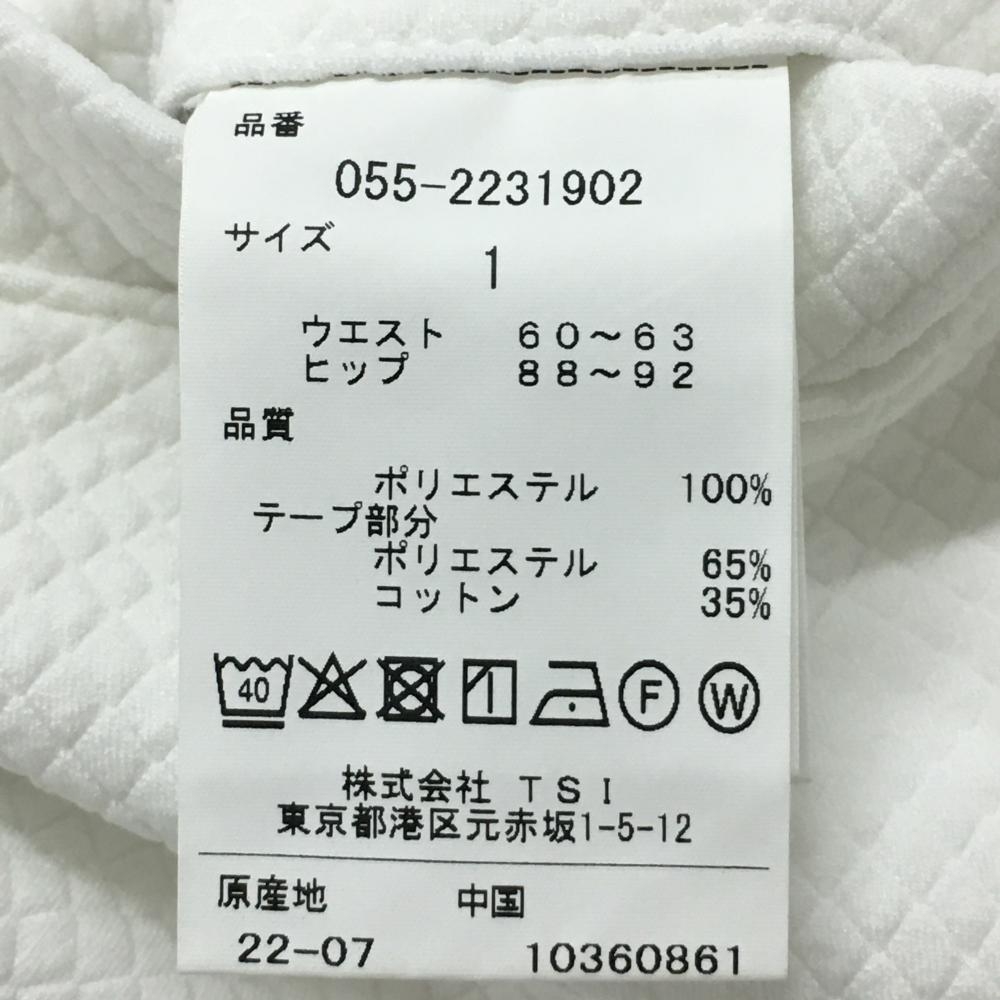 品番
055-2231902
サイズ
1
ウエスト 60～63
ヒップ 88～92
品質
ポリエステル 100%
テープ部分
ポリエステル 65%
コットン 35%
40 F W
株式会社 TSI
東京都港区元赤坂1-5-12
原産地 中国
22-07 10360861